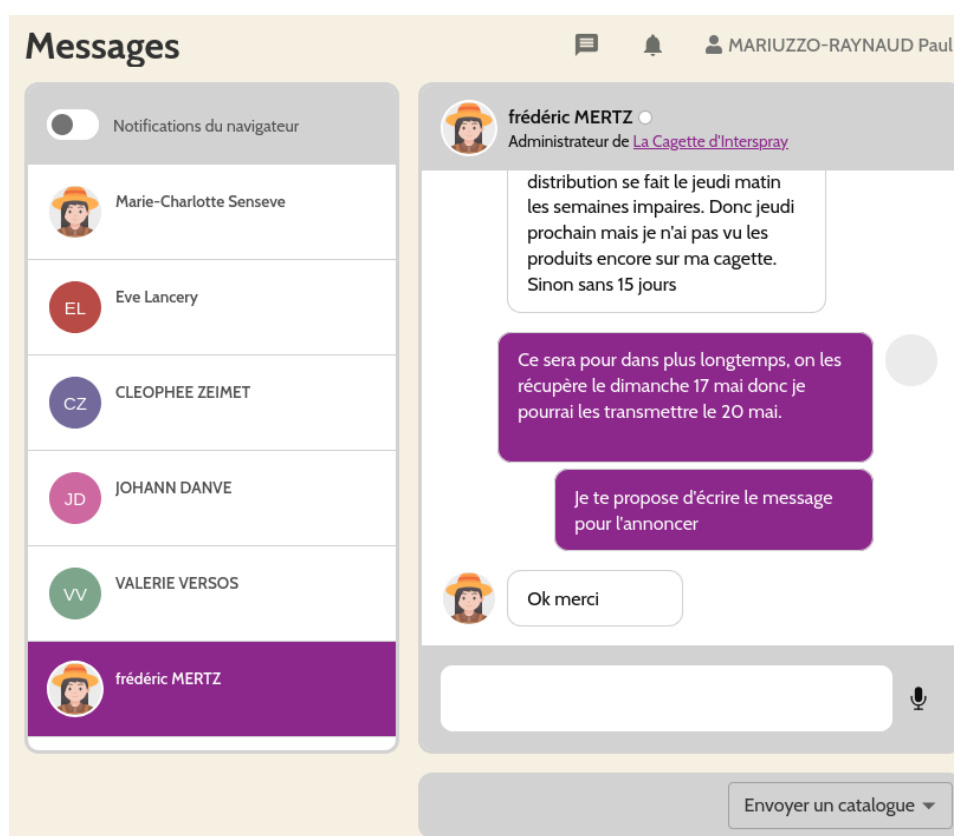 Messages
MARIUZZO-RAYNAUD Paul
Notifications du navigateur
Marie-Charlotte Senseve
EL
Eve Lancery
CZ
CLEOPHEE ZEIMET
JD
JOHANN DANVE
VV
VALERIE VERSOS
frédéric MERTZ
frédéric MERTZ
Administrateur de La Cagette d'Interspray
distribution se fait le jeudi matin
les semaines impaires. Donc jeudi
prochain mais je n'ai pas vu les
produits encore sur ma cagette.
Sinon sans 15 jours
Ce sera pour dans plus longtemps, on les
récupère le dimanche 17 mai donc je
pourrai les transmettre le 20 mai.
Je te propose d'écrire le message
pour l'annoncer
Ok merci
Envoyer un catalogue